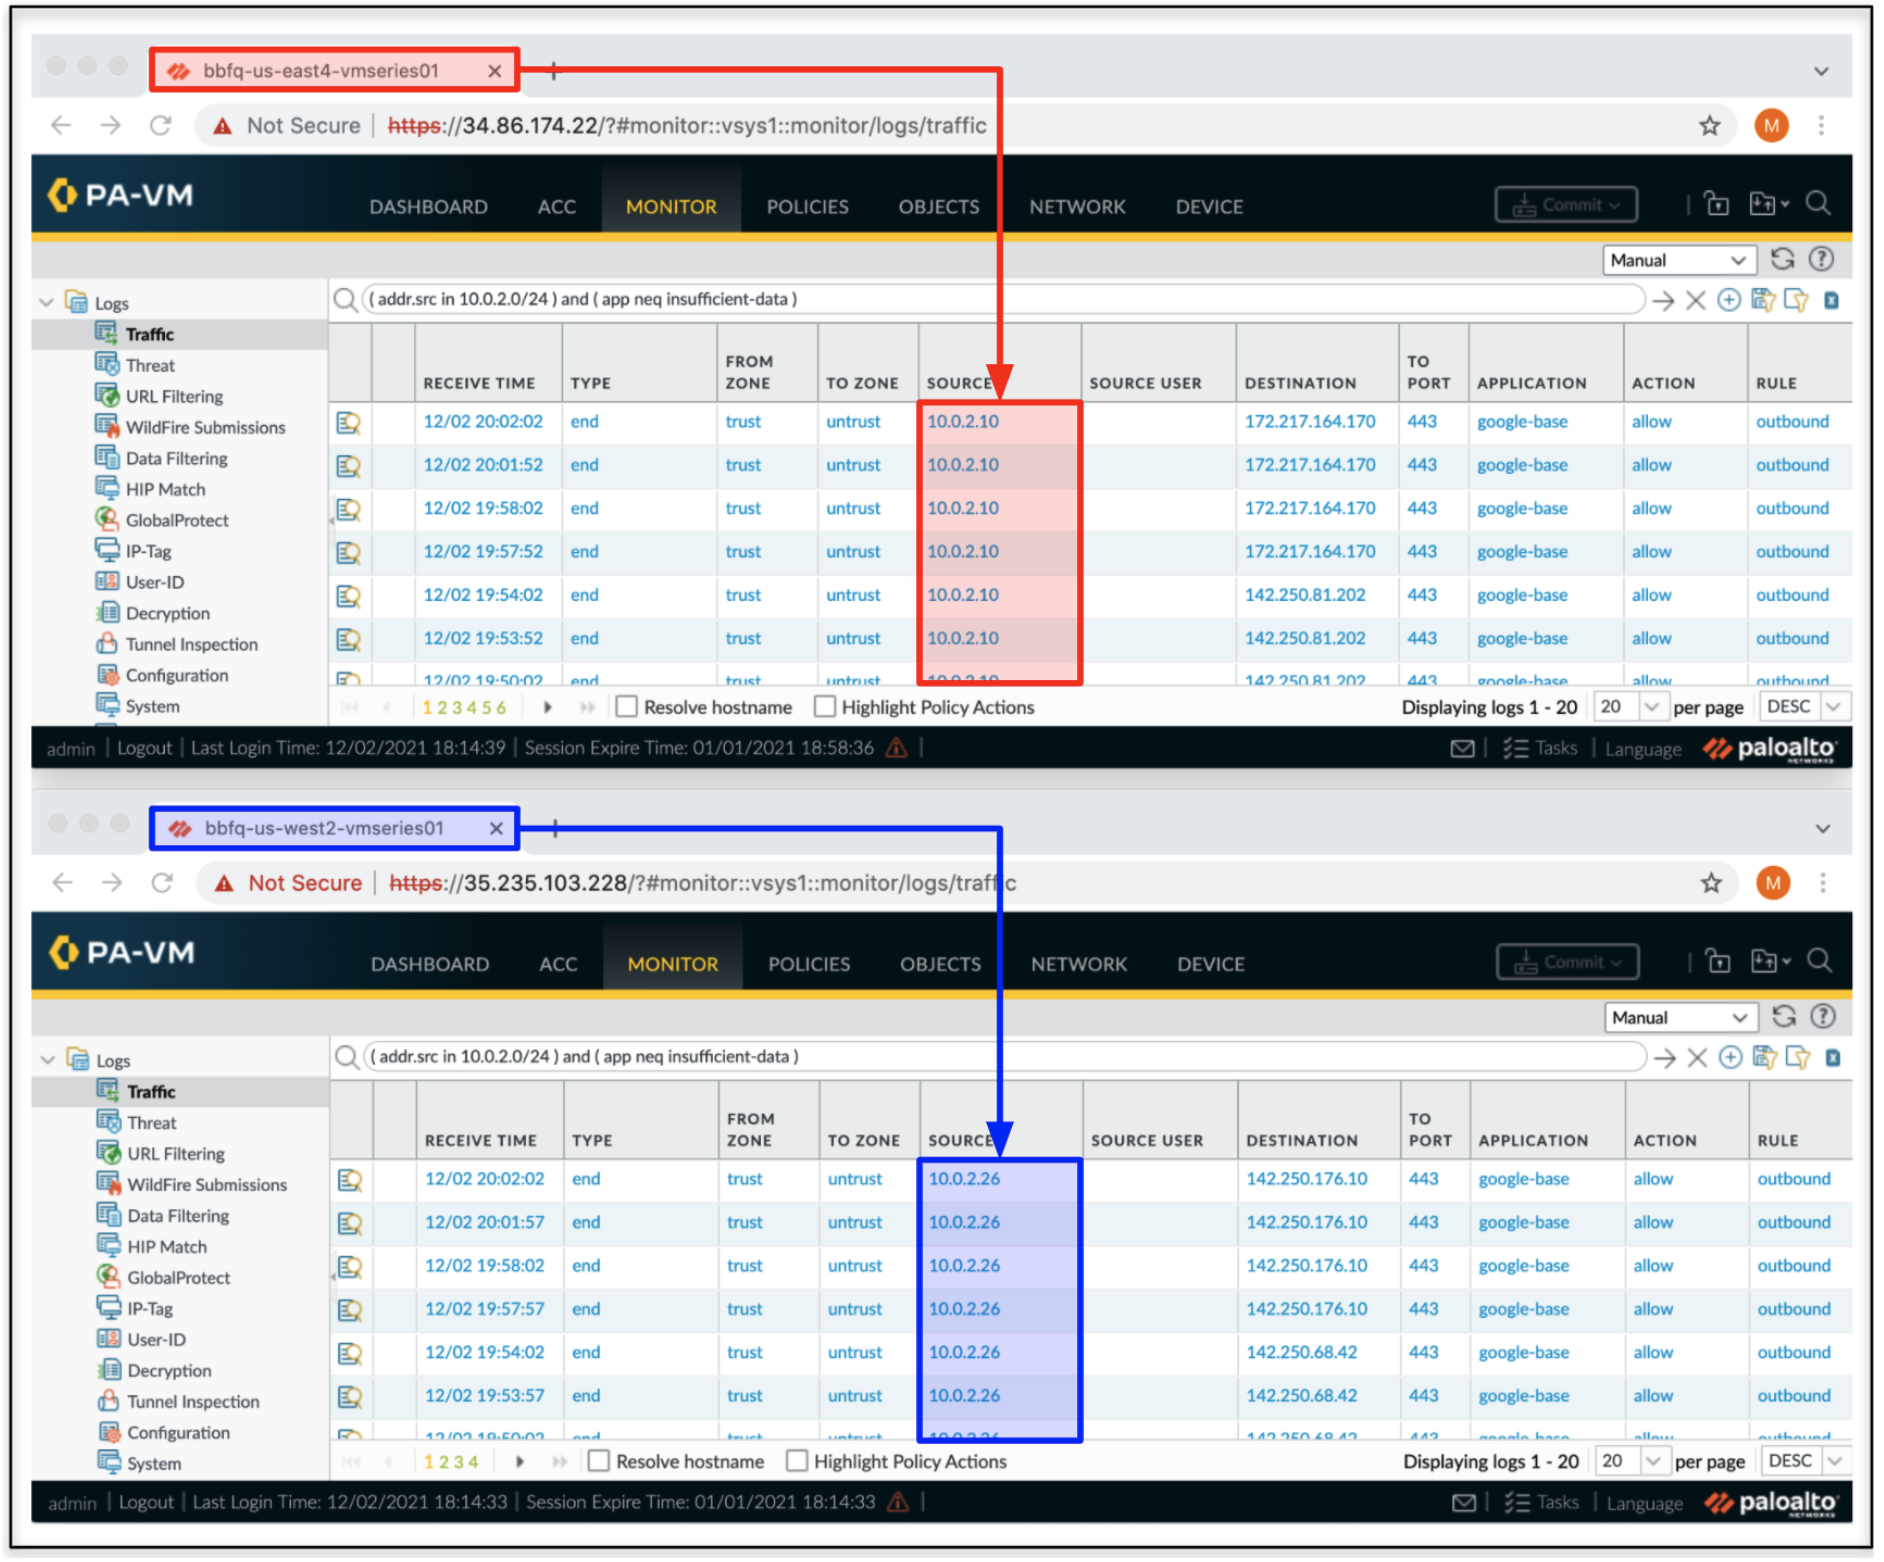 bbfq-us-east4-vmseries01
Not Secure | https://34.86.174.22/?#monitor::vsys1::monitor/logs/traffic M
PA-VM DASHBOARD ACC MONITOR POLICIES OBJECTS NETWORK DEVICE Commit
Manual
Logs ( addr.src in 10.0.2.0/24 ) and ( app neq insufficient-data )
Traffic
Threat
URL Filtering
WildFire Submissions
Data Filtering
HIP Match
GlobalProtect
IP-Tag
User-ID
Decryption
Tunnel Inspection
Configuration
System
RECEIVE TIME TYPE FROM ZONE TO ZONE SOURCE SOURCE USER DESTINATION TO PORT APPLICATION ACTION RULE
12/02 20:02:02 end trust untrust 10.0.2.10 172.217.164.170 443 google-base allow outbound
12/02 20:01:52 end trust untrust 10.0.2.10 172.217.164.170 443 google-base allow outbound
12/02 19:58:02 end trust untrust 10.0.2.10 172.217.164.170 443 google-base allow outbound
12/02 19:57:52 end trust untrust 10.0.2.10 172.217.164.170 443 google-base allow outbound
12/02 19:54:02 end trust untrust 10.0.2.10 142.250.81.202 443 google-base allow outbound
12/02 19:53:52 end trust untrust 10.0.2.10 142.250.81.202 443 google-base allow outbound
12/02 19:50:02 end trust untrust 10.0.2.10 142.250.81.202 443 google-base allow outbound
1 2 3 4 5 6 Resolve hostname Highlight Policy Actions Displaying logs 1 - 20 20 per page DESC
admin | Logout | Last Login Time: 12/02/2021 18:14:39 | Session Expire Time: 01/01/2021 18:58:36 | Tasks | Language paloalto NETWORKS
bbfq-us-west2-vmseries01
Not Secure | https://35.235.103.228/?#monitor::vsys1::monitor/logs/traffic M
PA-VM DASHBOARD ACC MONITOR POLICIES OBJECTS NETWORK DEVICE Commit
Manual
Logs ( addr.src in 10.0.2.0/24 ) and ( app neq insufficient-data )
Traffic
Threat
URL Filtering
WildFire Submissions
Data Filtering
HIP Match
GlobalProtect
IP-Tag
User-ID
Decryption
Tunnel Inspection
Configuration
System
RECEIVE TIME TYPE FROM ZONE TO ZONE SOURCE SOURCE USER DESTINATION TO PORT APPLICATION ACTION RULE
12/02 20:02:02 end trust untrust 10.0.2.26 142.250.176.10 443 google-base allow outbound
12/02 20:01:57 end trust untrust 10.0.2.26 142.250.176.10 443 google-base allow outbound
12/02 19:58:02 end trust untrust 10.0.2.26 142.250.176.10 443 google-base allow outbound
12/02 19:57:57 end trust untrust 10.0.2.26 142.250.176.10 443 google-base allow outbound
12/02 19:54:02 end trust untrust 10.0.2.26 142.250.68.42 443 google-base allow outbound
12/02 19:53:57 end trust untrust 10.0.2.26 142.250.68.42 443 google-base allow outbound
12/02 19:50:02 end trust untrust 10.0.2.26 142.250.68.42 443 google-base allow outbound
1 2 3 4 Resolve hostname Highlight Policy Actions Displaying logs 1 - 20 20 per page DESC
admin | Logout | Last Login Time: 12/02/2021 18:14:33 | Session Expire Time: 01/01/2021 18:14:33 | Tasks | Language paloalto NETWORKS